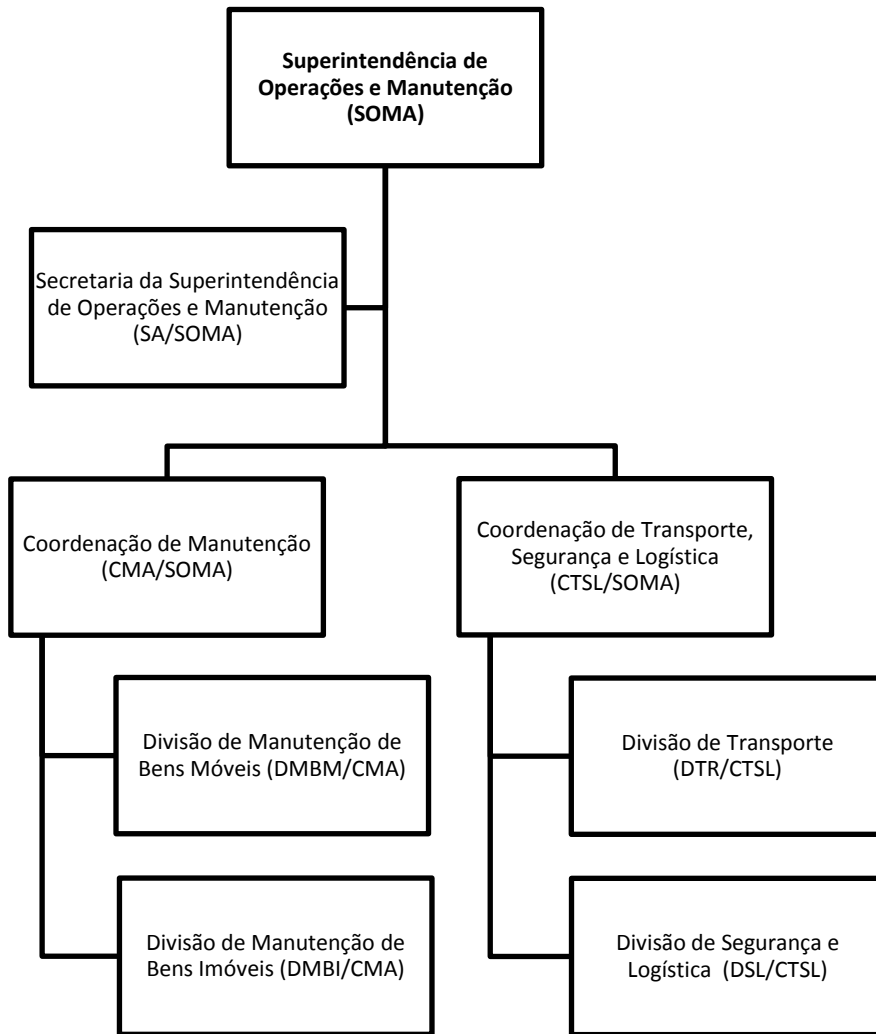 Superintendência de
Operações e Manutenção
(SOMA)
Secretaria da Superintendência
de Operações e Manutenção
(SA/SOMA)
Coordenação de Manutenção
(CMA/SOMA)
Coordenação de Transporte,
Segurança e Logística
(CTSL/SOMA)
Divisão de Manutenção de
Bens Móveis (DMBM/CMA)
Divisão de Transporte
(DTR/CTSL)
Divisão de Manutenção de
Bens Imóveis (DMBI/CMA)
Divisão de Segurança e
Logística (DSL/CTSL)